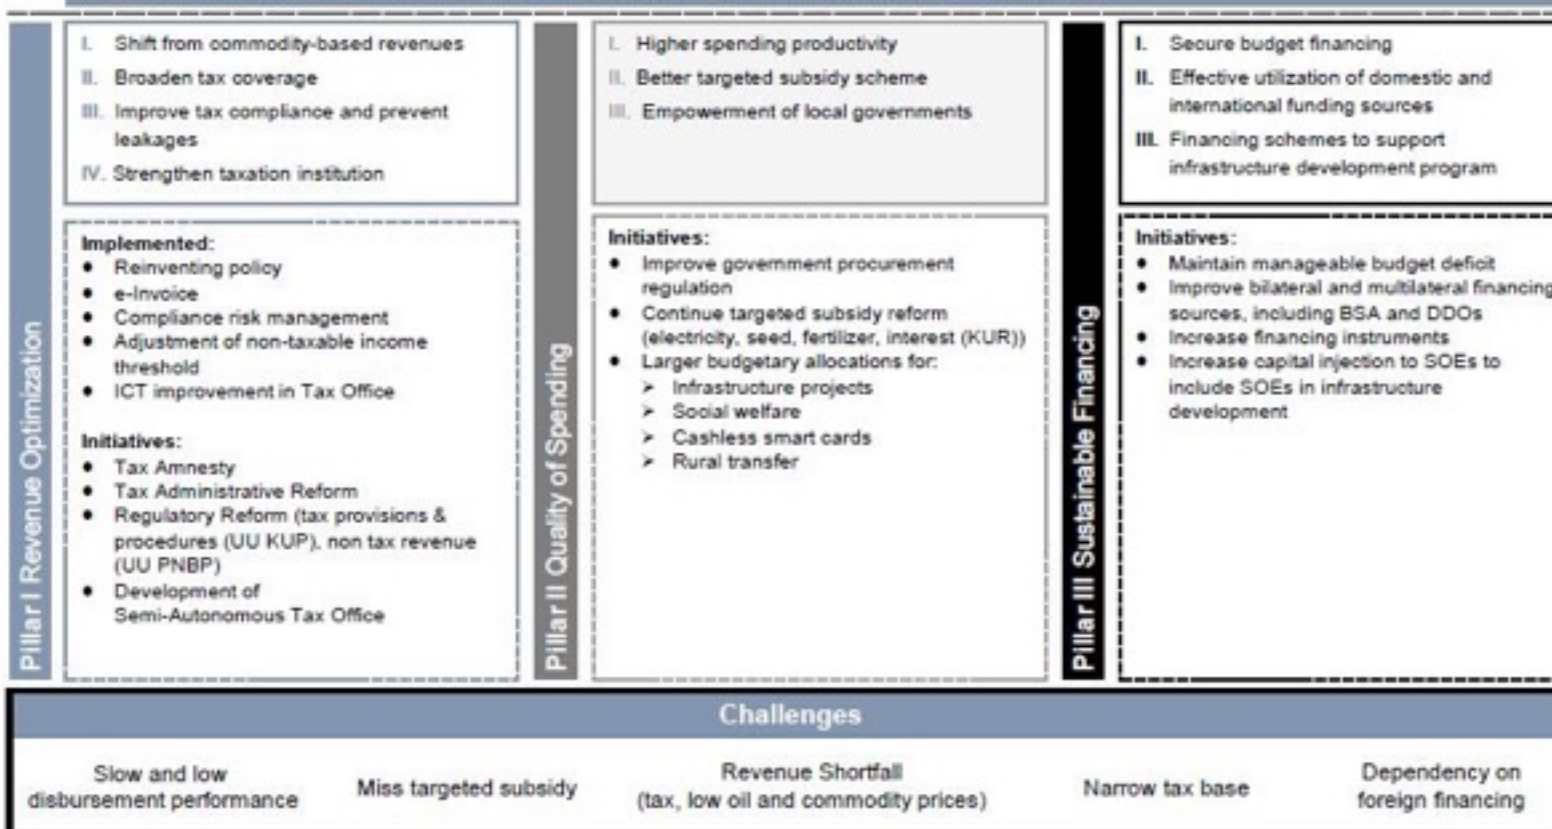 Pillar I Revenue Optimization
I. Shift from commodity-based revenues
II. Broaden tax coverage
III. Improve tax compliance and prevent
leakages
IV. Strengthen taxation institution
Implemented:
● Reinventing policy
● e-Invoice
● Compliance risk management
● Adjustment of non-taxable income
threshold
● ICT improvement in Tax Office
Initiatives:
● Tax Amnesty
● Tax Administrative Reform
● Regulatory Reform (tax provisions &
procedures (UU KUP), non tax revenue
(UU PNBP)
● Development of
Semi-Autonomous Tax Office
Pillar II Quality of Spending
I. Higher spending productivity
II. Better targeted subsidy scheme
III. Empowerment of local governments
Initiatives:
● Improve government procurement
regulation
● Continue targeted subsidy reform
(electricity, seed, fertilizer, interest (KUR))
● Larger budgetary allocations for:
➢ Infrastructure projects
➢ Social welfare
➢ Cashless smart cards
➢ Rural transfer
Pillar III Sustainable Financing
I. Secure budget financing
II. Effective utilization of domestic and
international funding sources
III. Financing schemes to support
infrastructure development program
Initiatives:
● Maintain manageable budget deficit
● Improve bilateral and multilateral financing
sources, including BSA and DDOs
● Increase financing instruments
● Increase capital injection to SOEs to
include SOEs in infrastructure
development
Challenges
Slow and low
disbursement performance
Miss targeted subsidy
Revenue Shortfall
(tax, low oil and commodity prices)
Narrow tax base
Dependency on
foreign financing